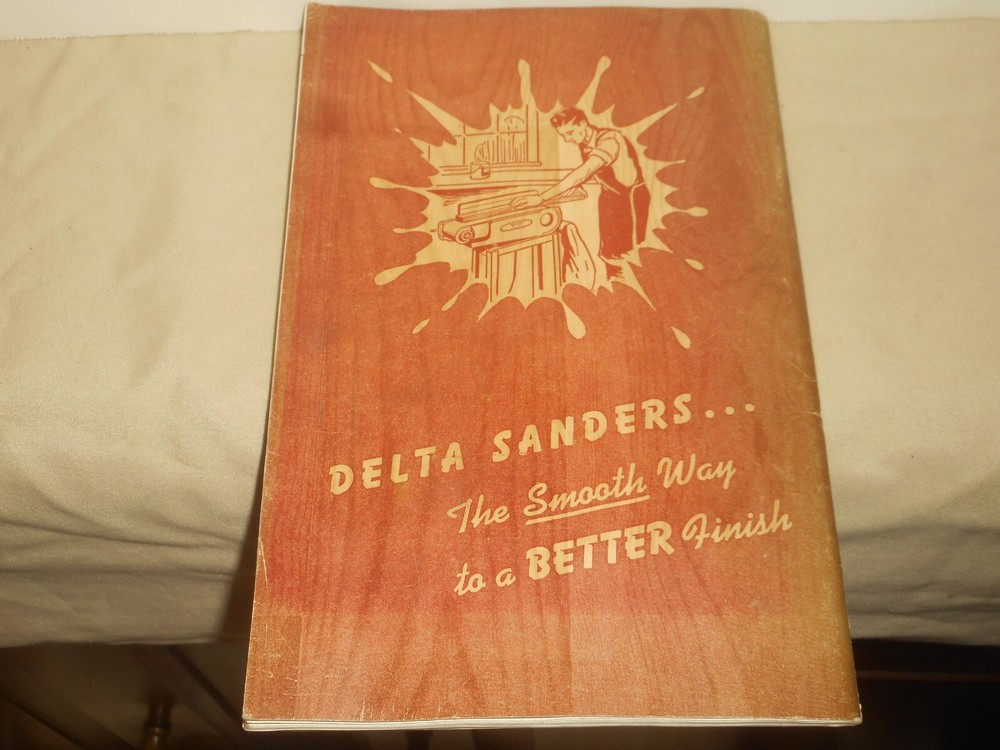 DELTA SANDERS...
The Smooth Way
to a BETTER Finish